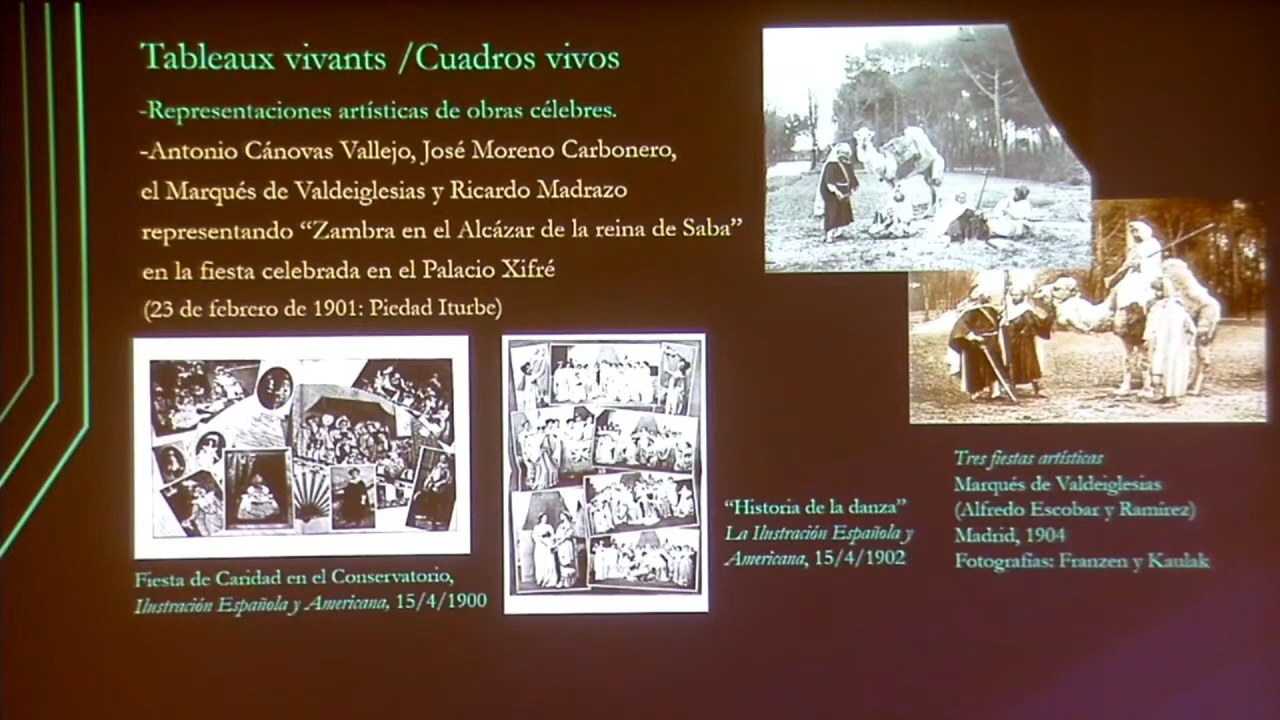 Tableaux vivants /Cuadros vivos
-Representaciones artísticas de obras célebres.
-Antonio Cánovas Vallejo, José Moreno Carbonero,
el Marqués de Valdeiglesias y Ricardo Madrazo
representando “Zambra en el Alcázar de la reina de Saba”
en la fiesta celebrada en el Palacio Xifré
(23 de febrero de 1901: Piedad Iturbe)
Fiesta de Caridad en el Conservatorio,
Ilustración Española y Americana, 15/4/1900
“Historia de la danza”
La Ilustración Española y
Americana, 15/4/1902
Tres fiestas artísticas
Marqués de Valdeiglesias
(Alfredo Escobar y Ramírez)
Madrid, 1904
Fotografías: Franzen y Kaulak